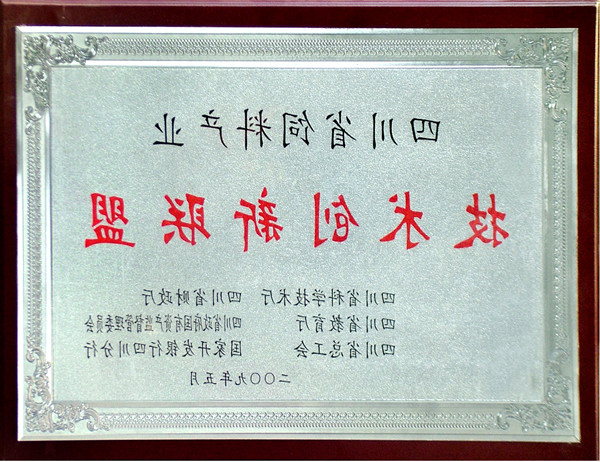 四川省饲料产业
技术创新联盟
四川省科学技术厅 四川省财政厅
四川省教育厅 四川省政府国有资产监督管理委员会
四川省总工会 国家开发银行四川分行
二〇〇九年五月